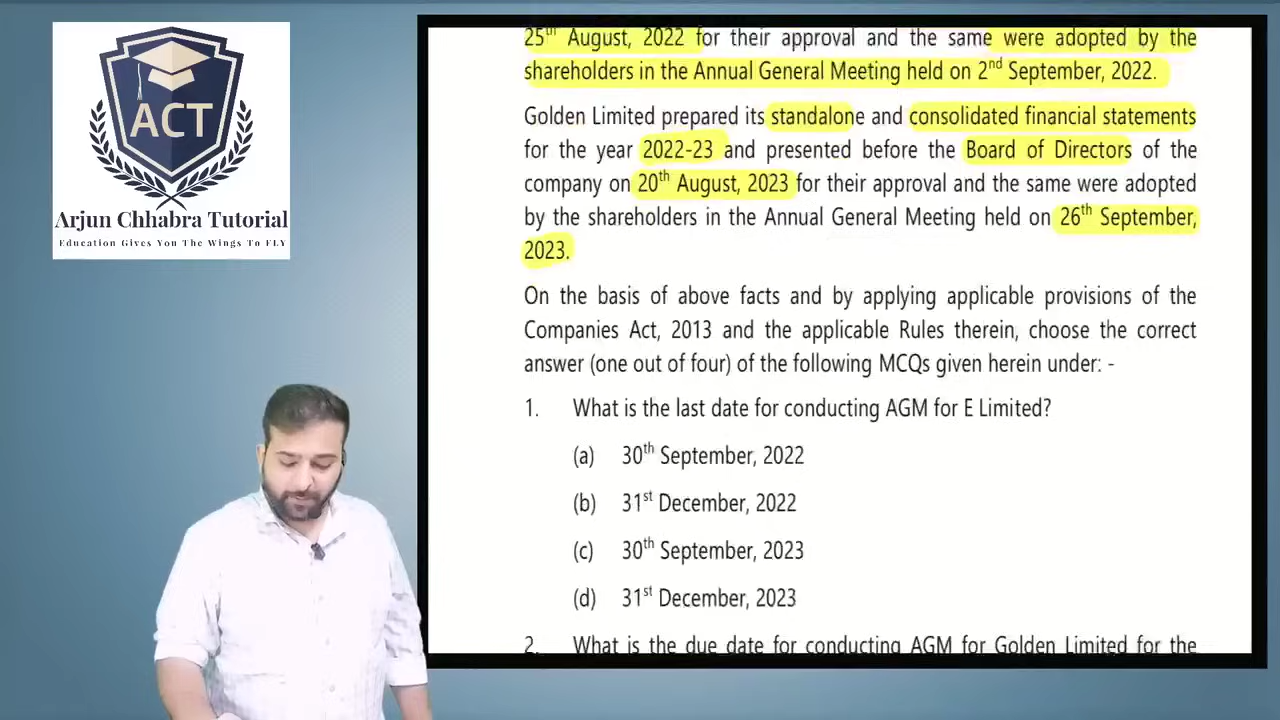 ACT
Arjun Chhabra Tutorial
Education Gives You The Wings To FLY
25th August, 2022 for their approval and the same were adopted by the
shareholders in the Annual General Meeting held on 2nd September, 2022.
Golden Limited prepared its standalone and consolidated financial statements
for the year 2022-23 and presented before the Board of Directors of the
company on 20th August, 2023 for their approval and the same were adopted
by the shareholders in the Annual General Meeting held on 26th September,
2023.
On the basis of above facts and by applying applicable provisions of the
Companies Act, 2013 and the applicable Rules therein, choose the correct
answer (one out of four) of the following MCQs given herein under: -
1. What is the last date for conducting AGM for E Limited?
(a) 30th September, 2022
(b) 31st December, 2022
(c) 30th September, 2023
(d) 31st December, 2023
2. What is the due date for conducting AGM for Golden Limited for the